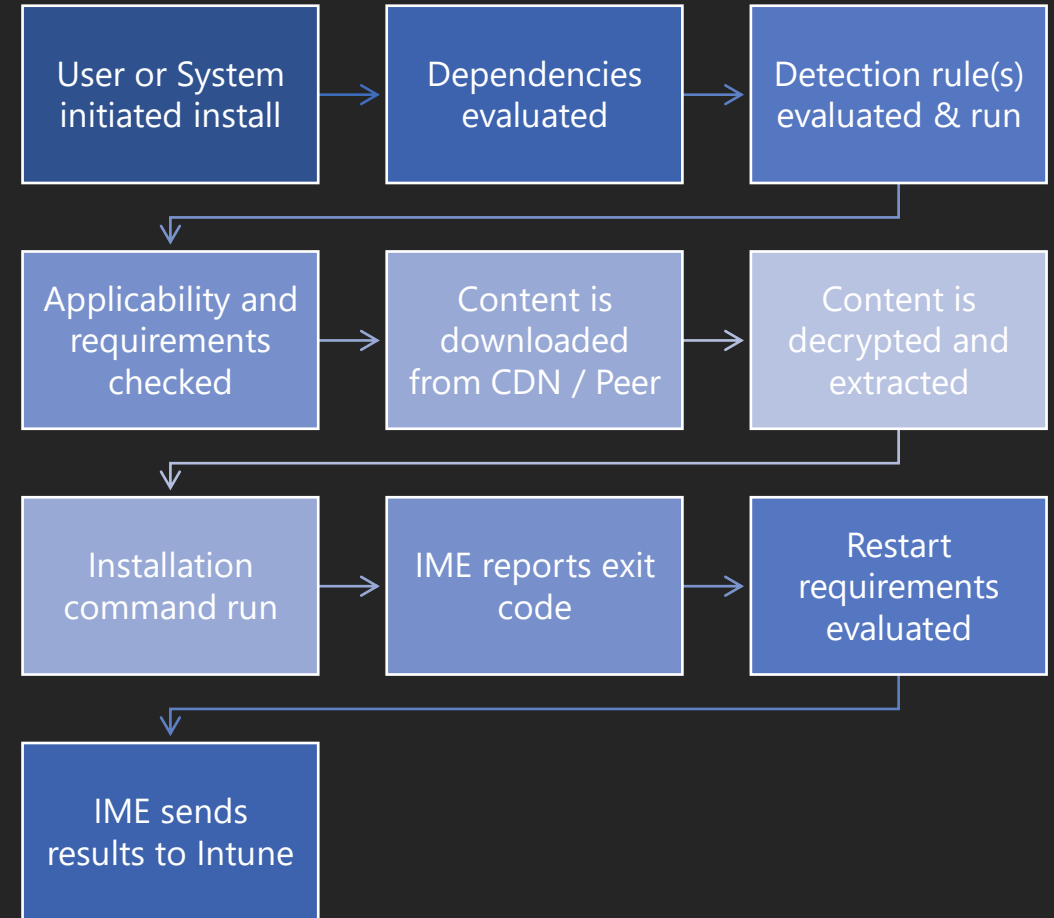 User or System
initiated install
Dependencies
evaluated
Detection rule(s)
evaluated & run
Applicability and
requirements
checked
Content is
downloaded
from CDN / Peer
Content is
decrypted and
extracted
Installation
command run
IME reports exit
code
Restart
requirements
evaluated
IME sends
results to Intune